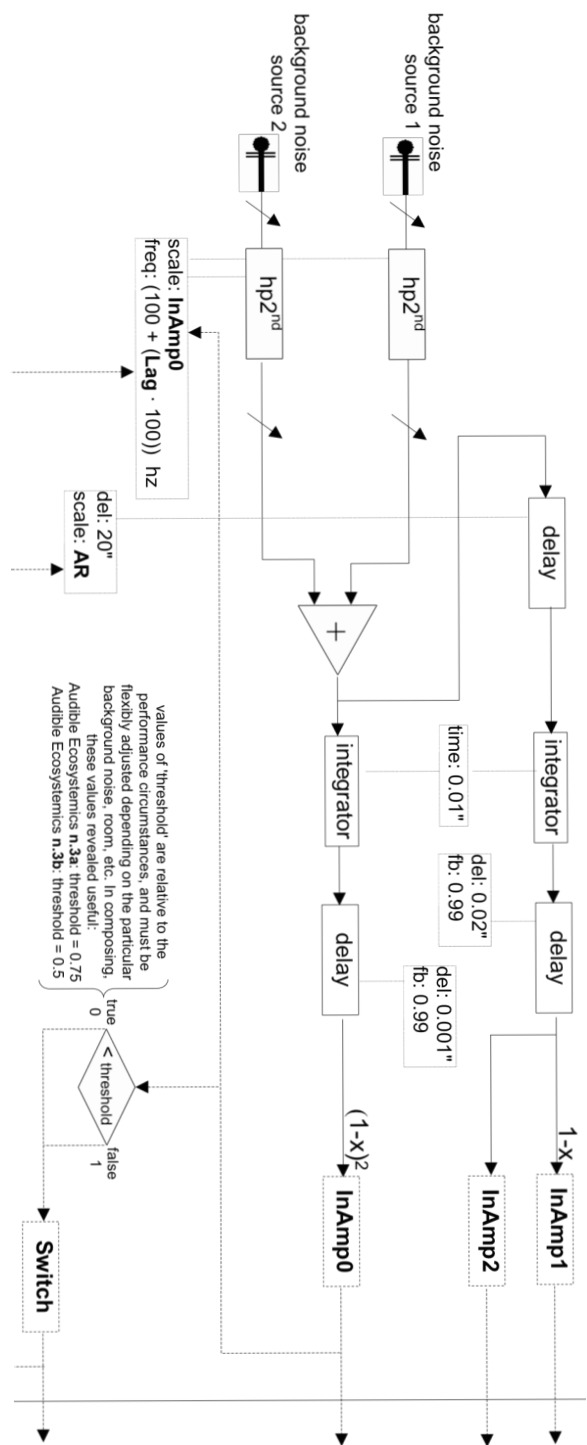 background noise
source 1
background noise
source 2
hp2nd
hp2nd
scale: InAmp0
freq: (100 + (Lag · 100)) hz
delay
del: 20"
scale: AR
+
integrator
time: 0.01"
integrator
del: 0.02"
fb: 0.99
delay
delay
del: 0.001"
fb: 0.99
1-x
InAmp1
InAmp2
(1-x)2
InAmp0
values of 'threshold' are relative to the
performance circumstances, and must be
flexibly adjusted depending on the particular
background noise, room, etc. In composing,
these values revealed useful:
Audible Ecosystemics n.3a: threshold = 0.75
Audible Ecosystemics n.3b: threshold = 0.5
true
0
< threshold
false
1
Switch